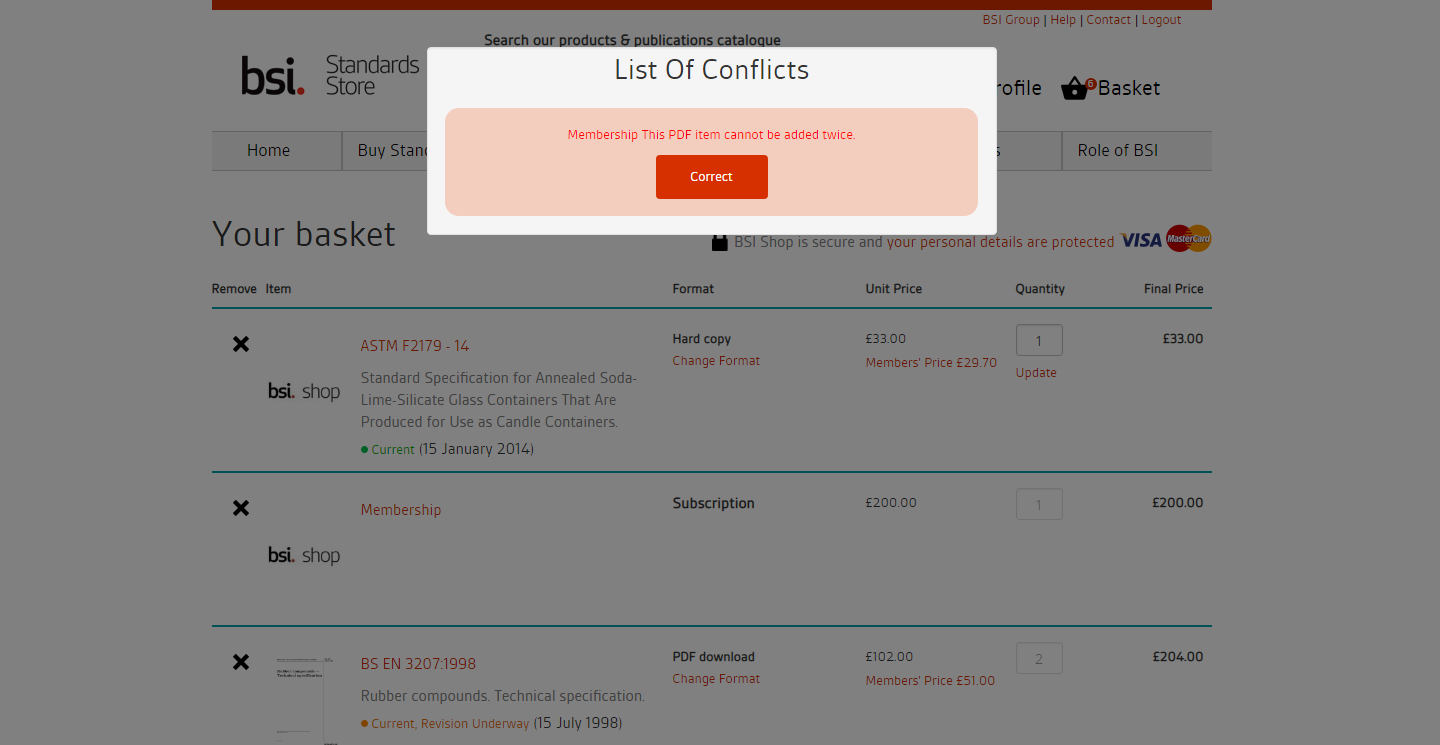 BSI Group | Help | Contact | Logout
Search our products & publications catalogue
bsi. Standards
Store
List Of Conflicts
rofile
6 Basket
Membership This PDF item cannot be added twice.
Correct
Home
Buy Stan
s
Role of BSI
Your basket
BSI Shop is secure and your personal details are protected VISA MasterCard
Remove Item Format Unit Price Quantity Final Price
ASTM F2179 - 14
Hard copy
£33.00
1
£33.00
Change Format
Members' Price £29.70
Update
bsi. shop
Standard Specification for Annealed Soda-
Lime-Silicate Glass Containers That Are
Produced for Use as Candle Containers.
Current (15 January 2014)
Membership
Subscription
£200.00
1
£200.00
bsi. shop
BS EN 3207:1998
PDF download
£102.00
2
£204.00
Change Format
Members' Price £51.00
Rubber compounds. Technical specification.
Current, Revision Underway (15 July 1998)